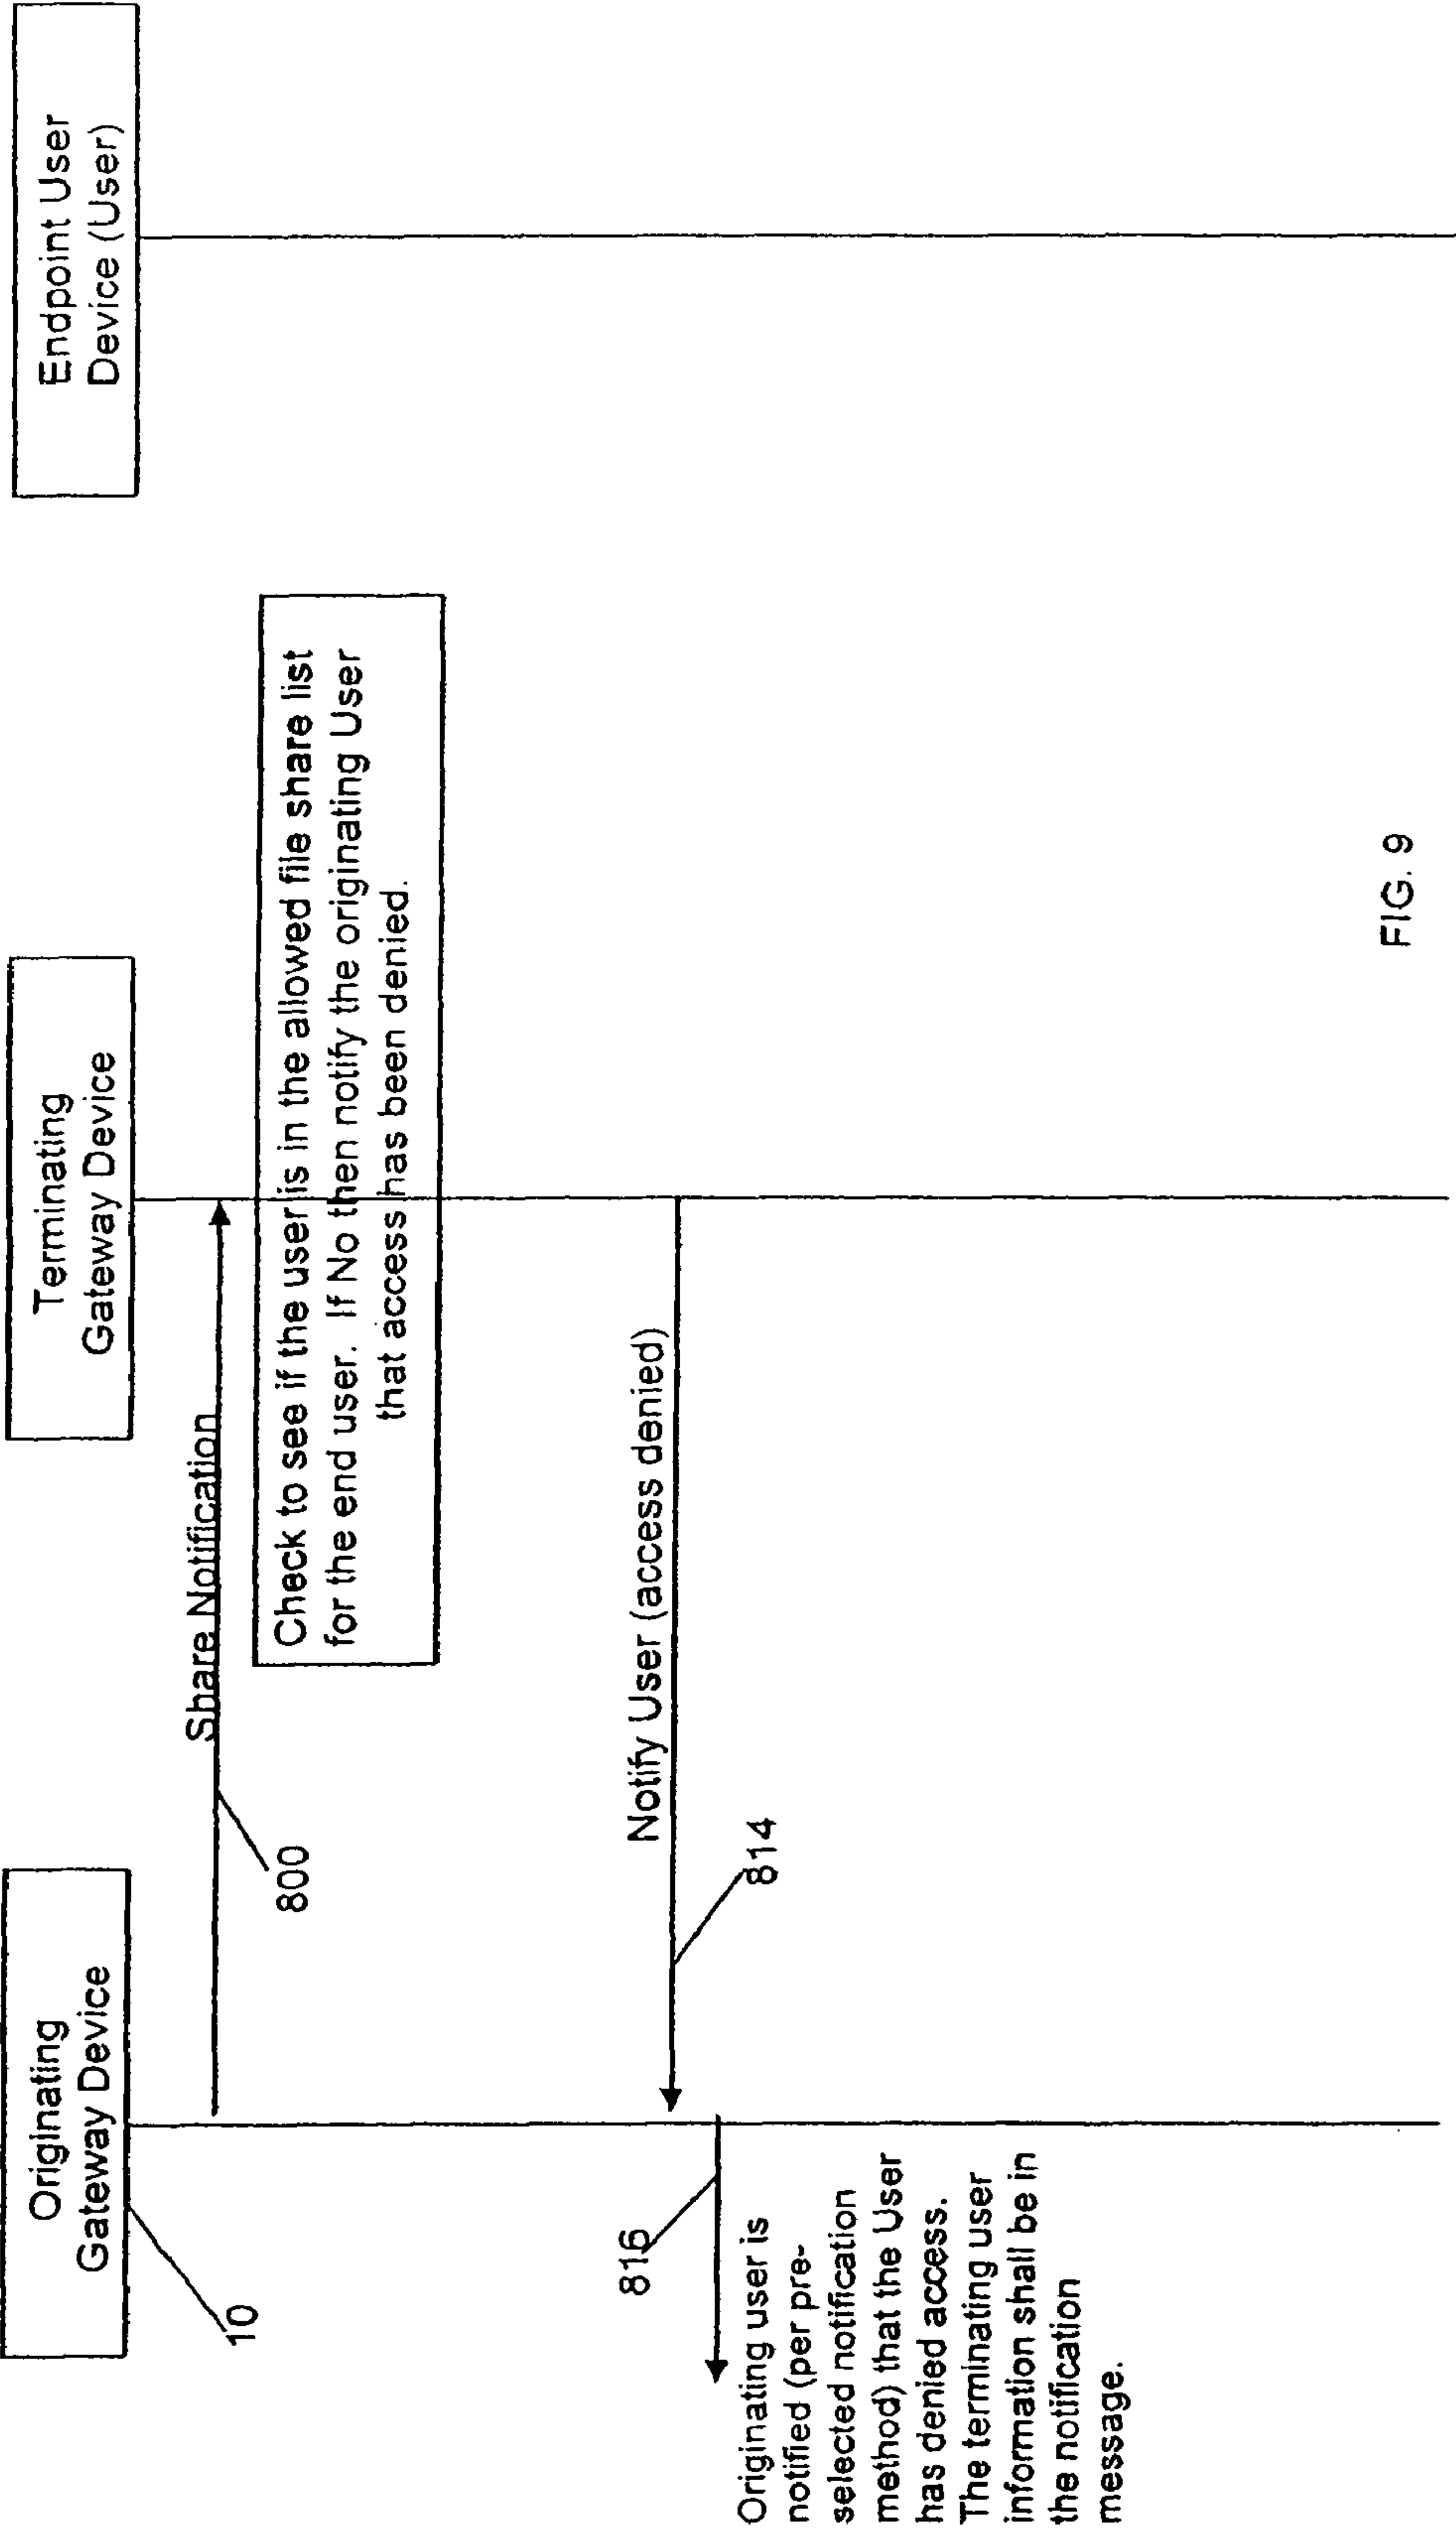 Originating
Gateway Device
10
Terminating
Gateway Device
Endpoint User
Device (User)
Share Notification
800
Check to see if the user is in the allowed file share list
for the end user. If No then notify the originating User
that access has been denied.
Notify User (access denied)
814
816
Originating user is
notified (per pre-
selected notification
method) that the User
has denied access.
The terminating user
information shall be in
the notification
message.
FIG. 9